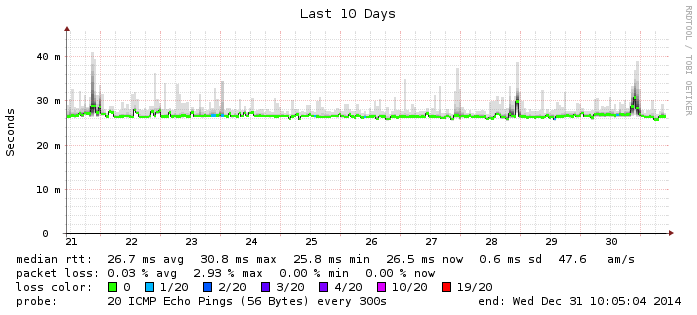 Last 10 Days
RRDTOOL / TOBI OETIKER
Seconds
40 m
30 m
20 m
10 m
0
21 22 23 24 25 26 27 28 29 30
median rtt: 26.7 ms avg 30.8 ms max 25.8 ms min 26.5 ms now 0.6 ms sd 47.6 am/s
packet loss: 0.03 % avg 2.93 % max 0.00 % min 0.00 % now
loss color: 0 1/20 2/20 3/20 4/20 10/20 19/20
probe: 20 ICMP Echo Pings (56 Bytes) every 300s end: Wed Dec 31 10:05:04 2014